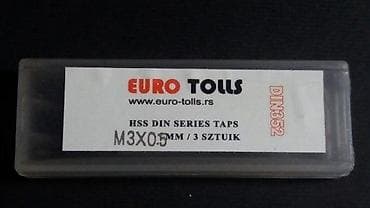 EURO TOLLS
www.euro-tolls.rs
HSS DIN SERIES TAPS
M3X0.5 MM/3 SZTUIK
DIN352